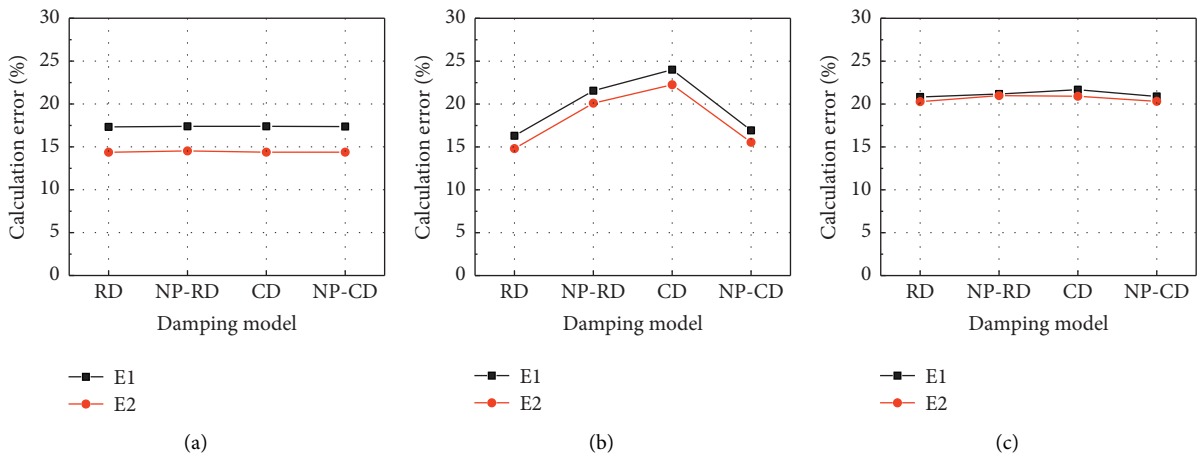 30
25
20
15
10
5
0
Calculation error (%)
RD NP-RD CD NP-CD
Damping model
E1
E2
(a)
30
25
20
15
10
5
0
Calculation error (%)
RD NP-RD CD NP-CD
Damping model
E1
E2
(b)
30
25
20
15
10
5
0
Calculation error (%)
RD NP-RD CD NP-CD
Damping model
E1
E2
(c)